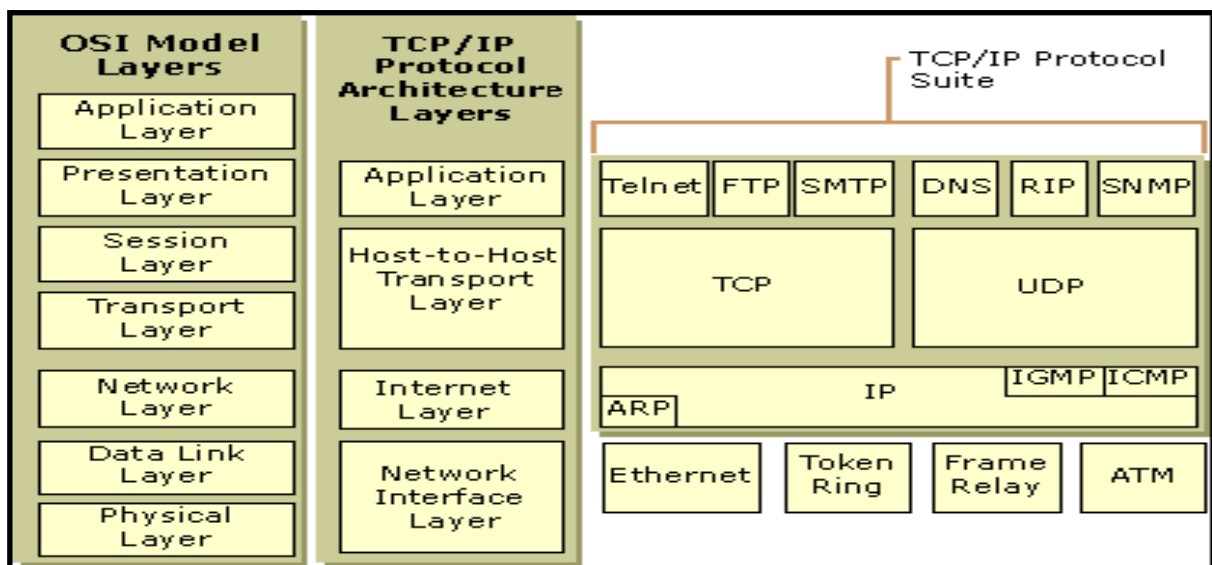 OSI Model
Layers
Application
Layer
Presentation
Layer
Session
Layer
Transport
Layer
Network
Layer
Data Link
Layer
Physical
Layer
TCP/IP
Protocol
Architecture
Layers
Application
Layer
Host-to-Host
Transport
Layer
Internet
Layer
Network
Interface
Layer
TCP/IP Protocol
Suite
Telnet FTP SMTP DNS RIP SNMP
TCP UDP
IP IGMP ICMP
ARP
Ethernet
Token
Ring
Frame
Relay
ATM